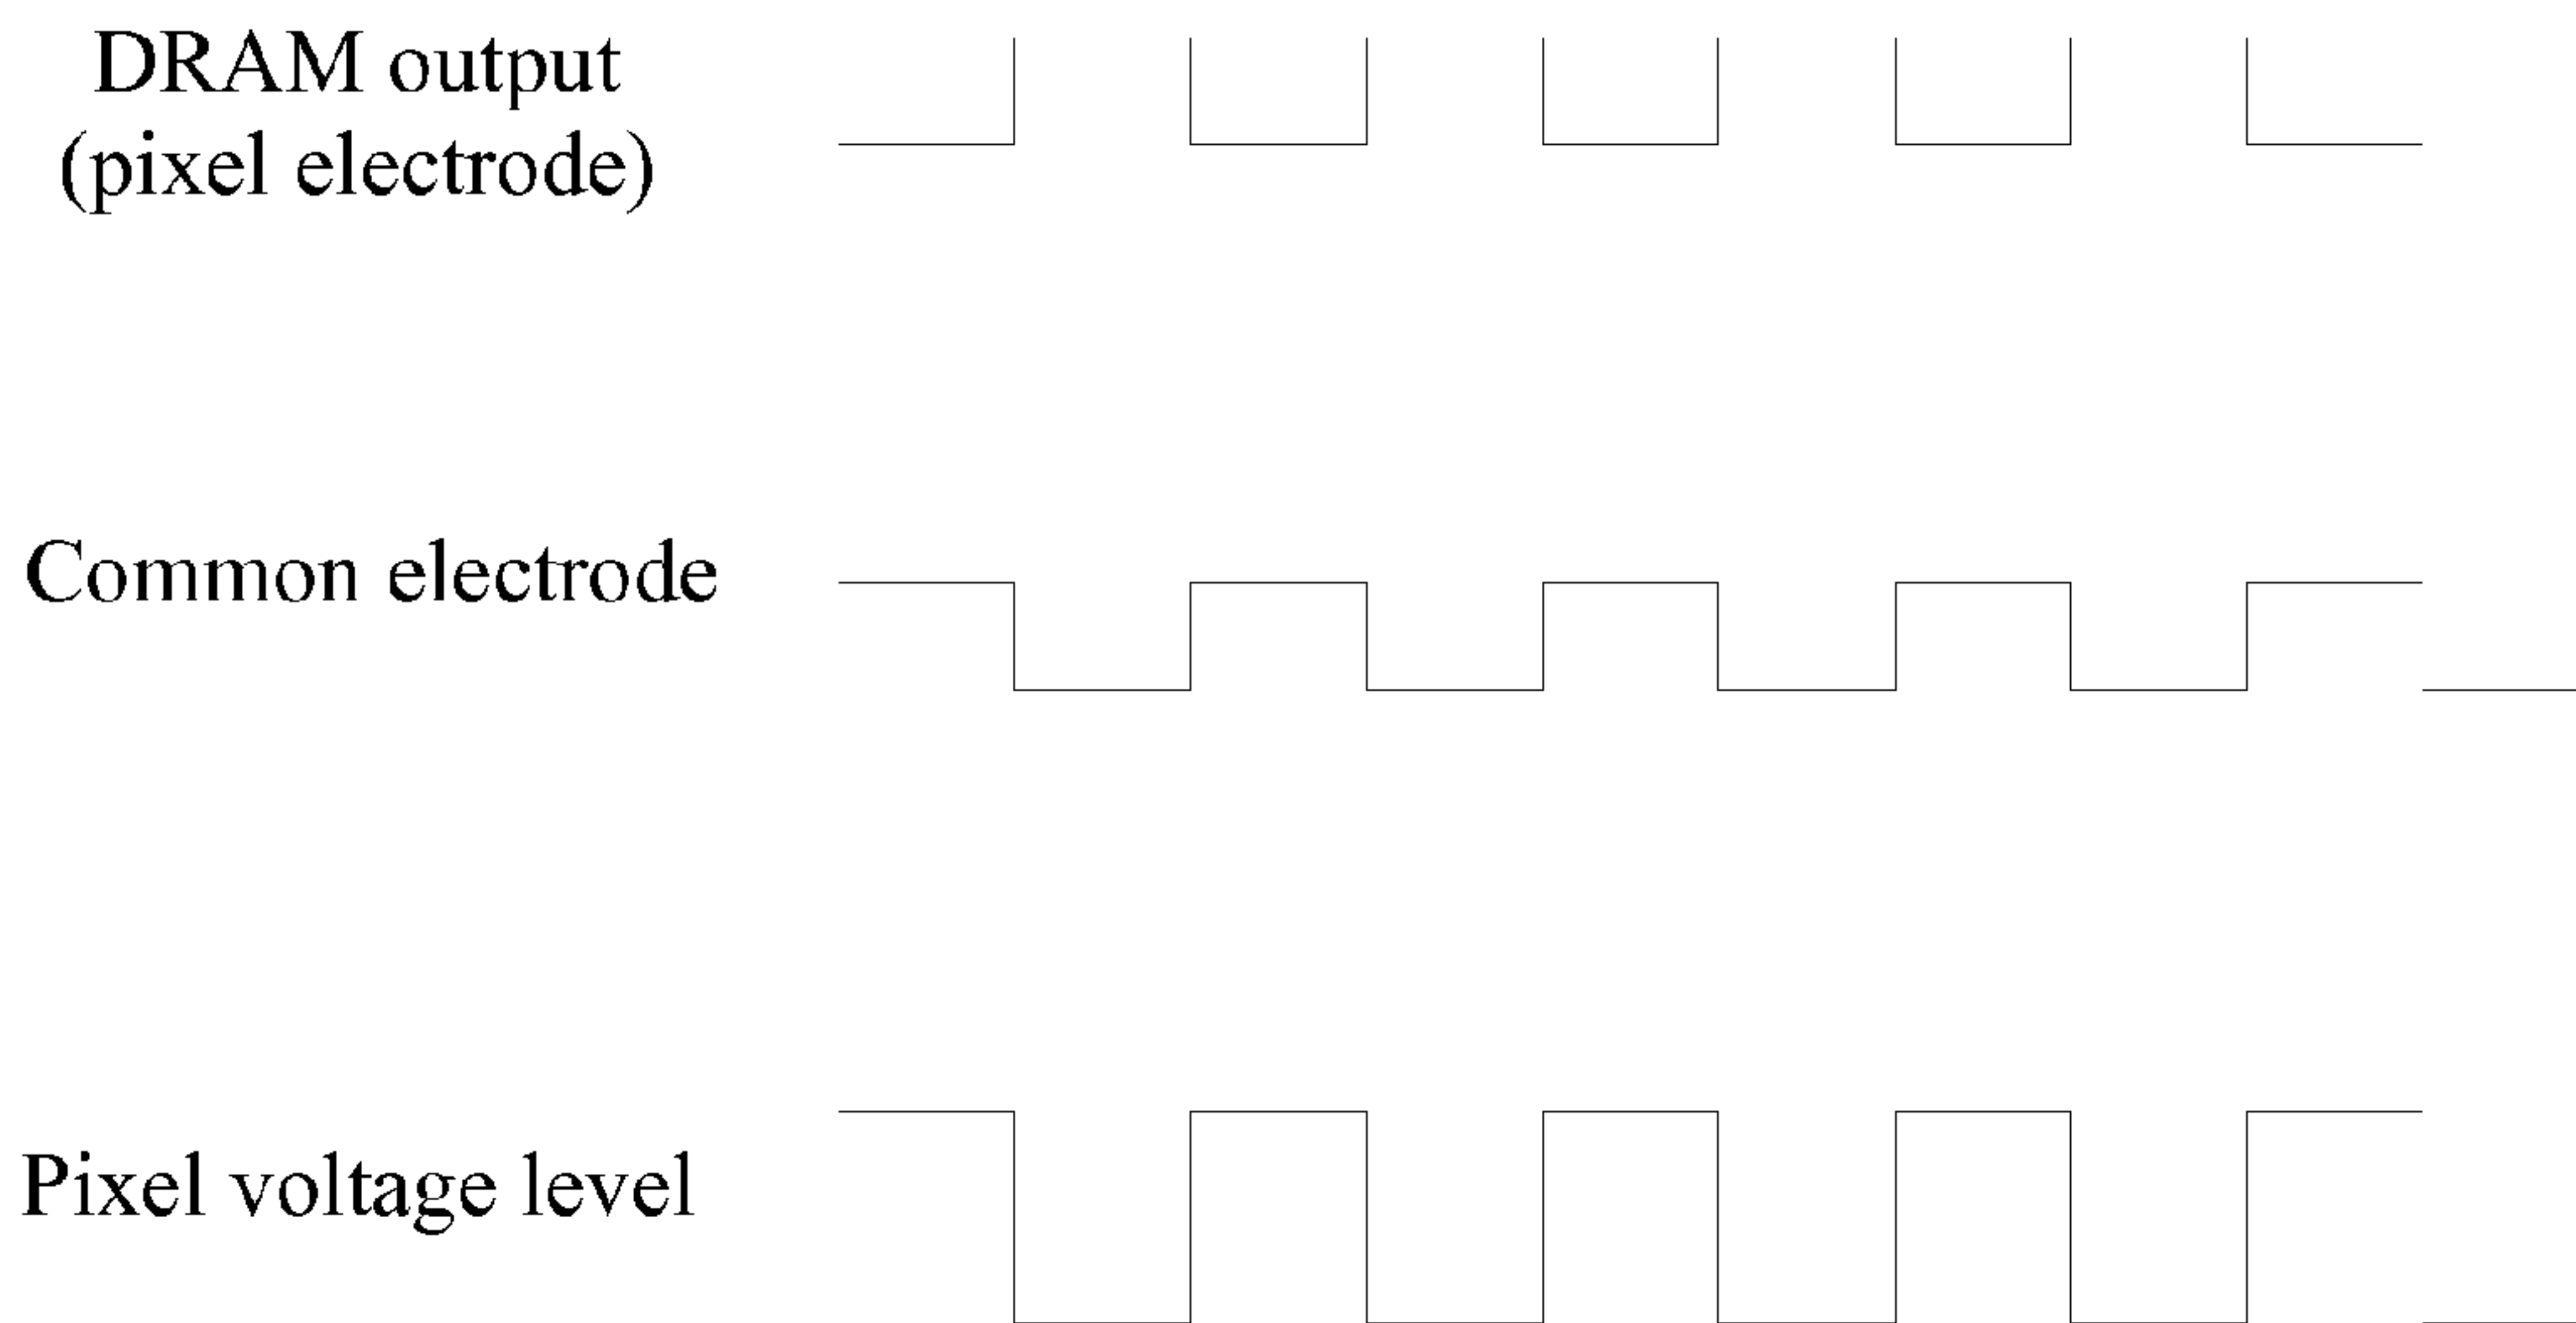 DRAM output
(pixel electrode)
Common electrode
Pixel voltage level